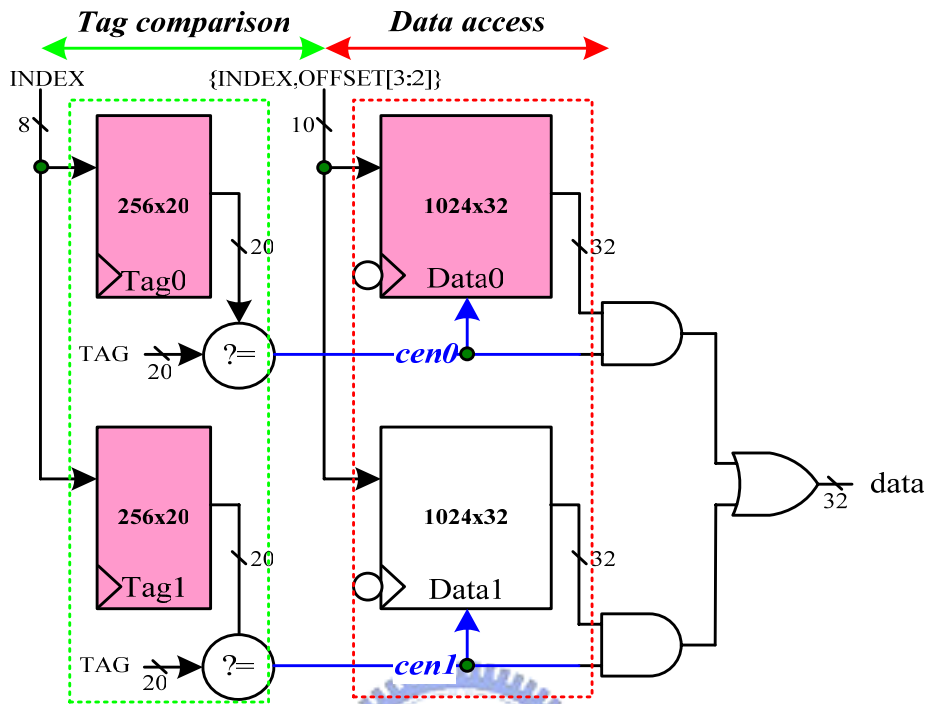 Tag comparison
Data access
INDEX
{INDEX,OFFSET[3:2]}
8
10
256x20
Tag0
20
1024x32
Data0
32
TAG
20
?=
cen0
256x20
Tag1
20
1024x32
Data1
32
data
32
TAG
20
?=
cen1